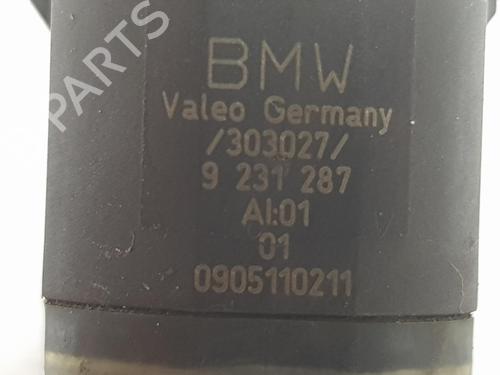 PARTS
BMW
Valeo Germany
/303027/
9 231 287
AI:01
01
0905110211